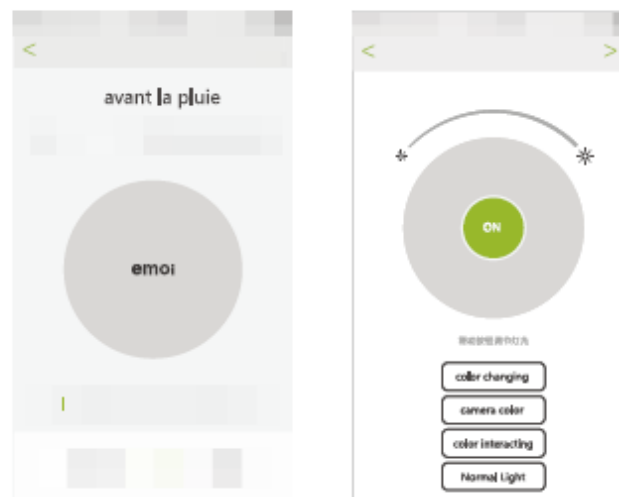 avant la pluie
emoi
ON
color changing
camera color
color interacting
Normal Light